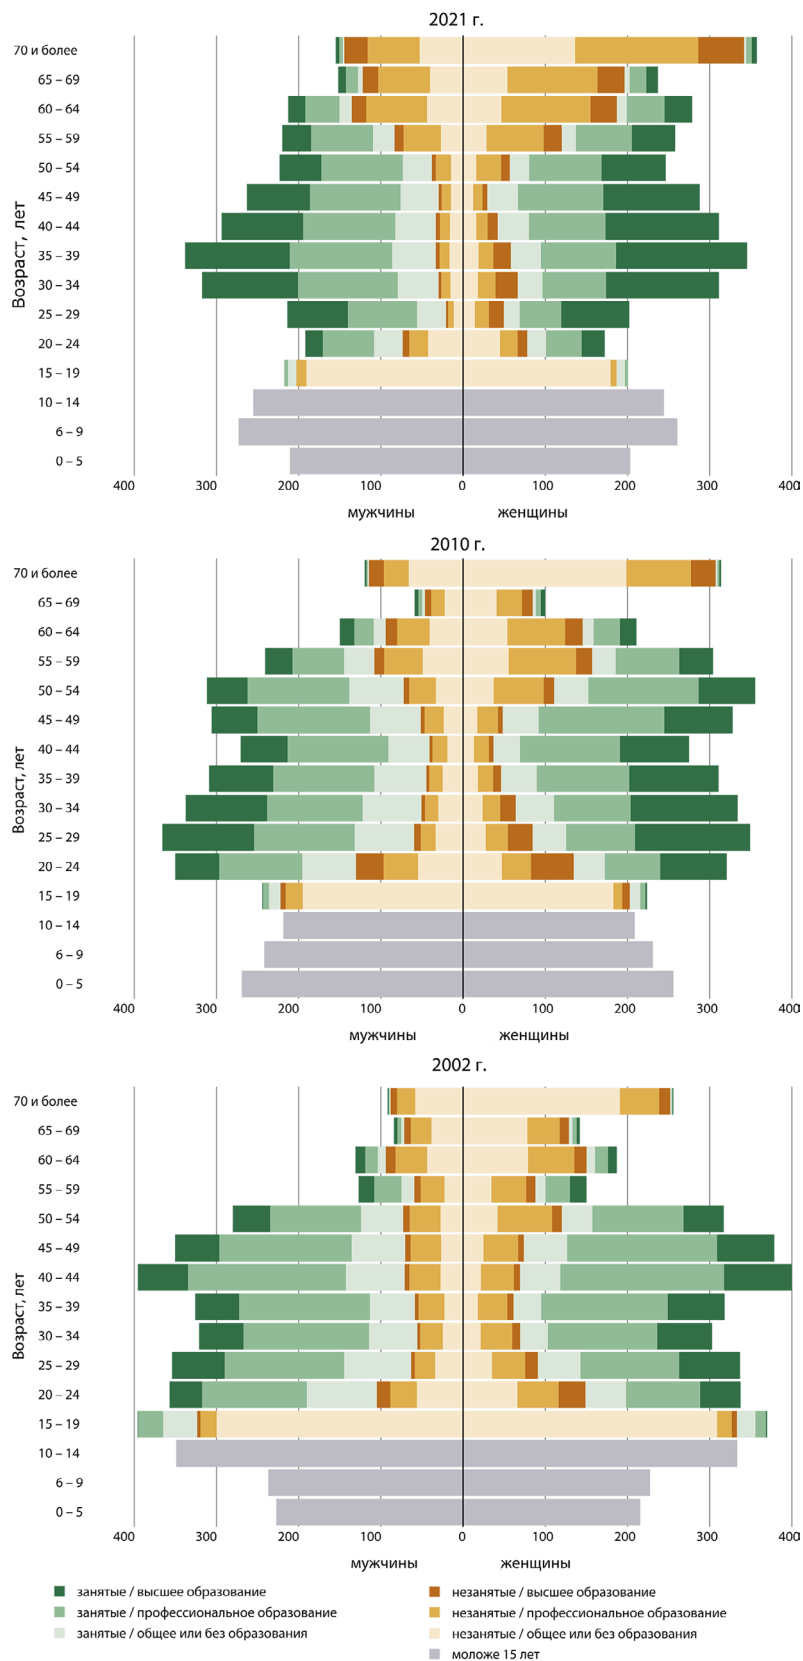 2021 г.
Возраст, лет
70 и более
65 – 69
60 – 64
55 – 59
50 – 54
45 – 49
40 – 44
35 – 39
30 – 34
25 – 29
20 – 24
15 – 19
10 – 14
6 – 9
0 – 5
400 300 200 100 0 100 200 300 400
мужчины женщины
2010 г.
Возраст, лет
70 и более
65 – 69
60 – 64
55 – 59
50 – 54
45 – 49
40 – 44
35 – 39
30 – 34
25 – 29
20 – 24
15 – 19
10 – 14
6 – 9
0 – 5
400 300 200 100 0 100 200 300 400
мужчины женщины
2002 г.
Возраст, лет
70 и более
65 – 69
60 – 64
55 – 59
50 – 54
45 – 49
40 – 44
35 – 39
30 – 34
25 – 29
20 – 24
15 – 19
10 – 14
6 – 9
0 – 5
400 300 200 100 0 100 200 300 400
мужчины женщины
занятые / высшее образование
занятые / профессиональное образование
занятые / общее или без образования
незанятые / высшее образование
незанятые / профессиональное образование
незанятые / общее или без образования
моложе 15 лет